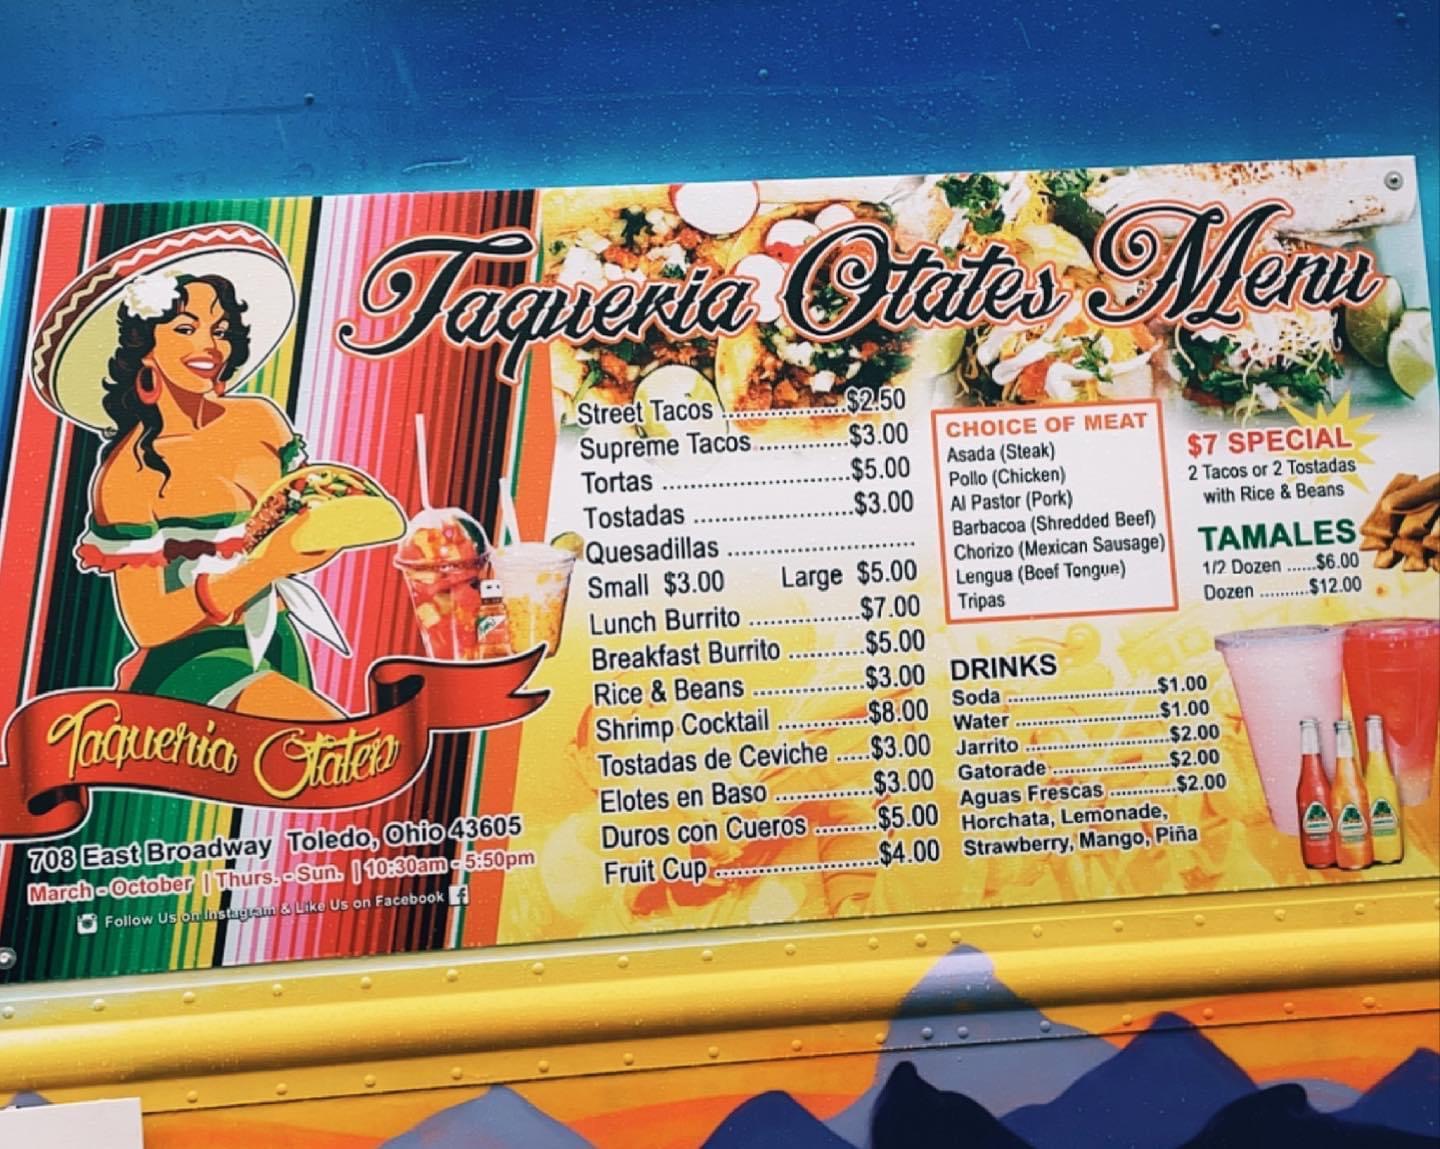 Taqueria Otates Menu
Street Tacos ..................$2.50
Supreme Tacos.............$3.00
Tortas ...........................$5.00
Tostadas .......................$3.00
Quesadillas ...........................
Small $3.00 Large $5.00
Lunch Burrito ................$7.00
Breakfast Burrito ...........$5.00
Rice & Beans ................$3.00
Shrimp Cocktail .............$8.00
Tostadas de Ceviche .....$3.00
Elotes en Baso ..............$3.00
Duros con Cueros .........$5.00
Fruit Cup ........................$4.00
CHOICE OF MEAT
Asada (Steak)
Pollo (Chicken)
Al Pastor (Pork)
Barbacoa (Shredded Beef)
Chorizo (Mexican Sausage)
Lengua (Beef Tongue)
Tripas
$7 SPECIAL
2 Tacos or 2 Tostadas
with Rice & Beans
TAMALES
1/2 Dozen ......$6.00
Dozen ..........$12.00
DRINKS
Soda ..........................$1.00
Water .........................$1.00
Jarrito .........................$2.00
Gatorade ....................$2.00
Aguas Frescas ............$2.00
Horchata, Lemonade,
Strawberry, Mango, Piña
Taqueria Otates
708 East Broadway Toledo, Ohio 43605
March - October | Thurs. - Sun. | 10:30am - 5:50pm
Follow Us on Instagram & Like Us on Facebook